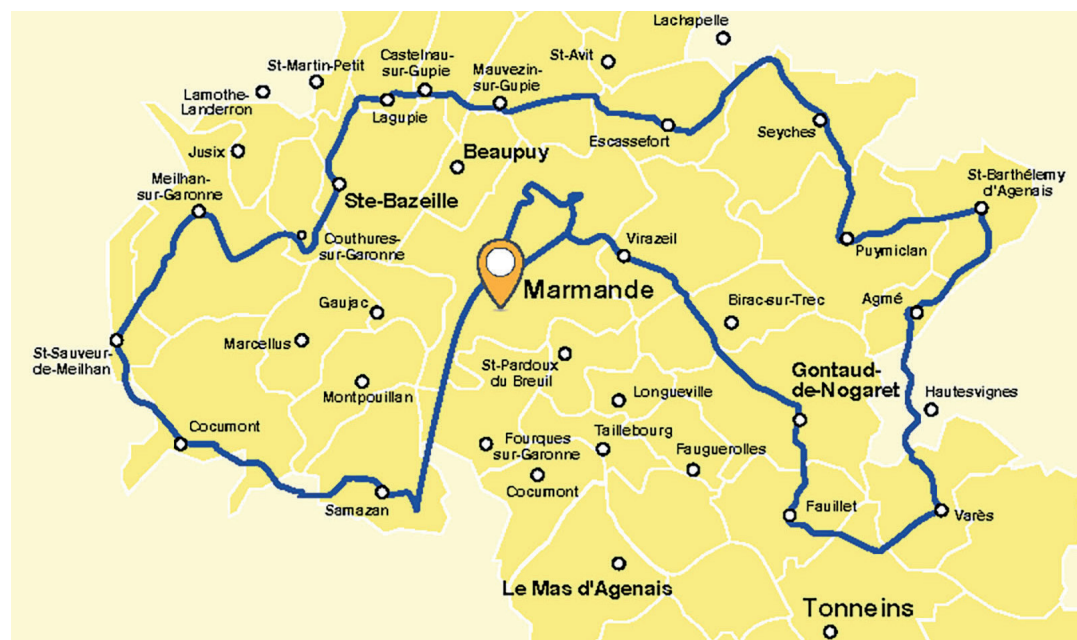 Lachapelle
St-Avit
Castelnau-
sur-Gupie
St-Martin-Petit
Mauvezin-
sur-Gupie
Lamothe-
Landerron
Lagupie
Escassefort
Seyches
Jusix
Beaupuy
Meilhan-
sur-Garonne
Ste-Bazeille
St-Barthélemy
d'Agenais
Couthures-
sur-Garonne
Virazeil
Puymiclan
Marmande
Gaujac
Birac-sur-Trec
Agmé
Marcellus
St-Sauveur-
de-Meilhan
St-Pardoux
du Breuil
Gontaud-
de-Nogaret
Montpouillan
Longueville
Hautesvignes
Cocumont
Taillebourg
Fourques
sur-Garonne
Fauguerolles
Cocumont
Samazan
Fauillet
Varès
Le Mas d'Agenais
Tonneins